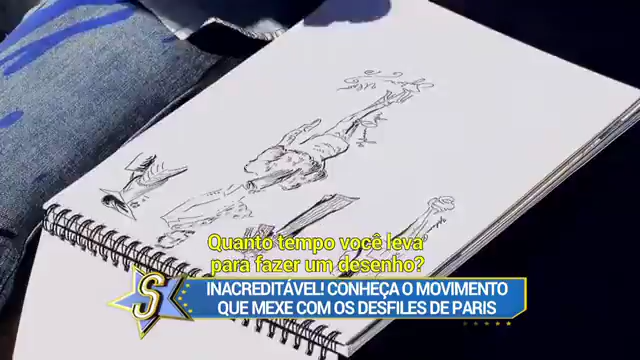 Quanto tempo você leva
para fazer um desenho?
S
INACREDITÁVEL! CONHEÇA O MOVIMENTO
QUE MEXE COM OS DESFILES DE PARIS